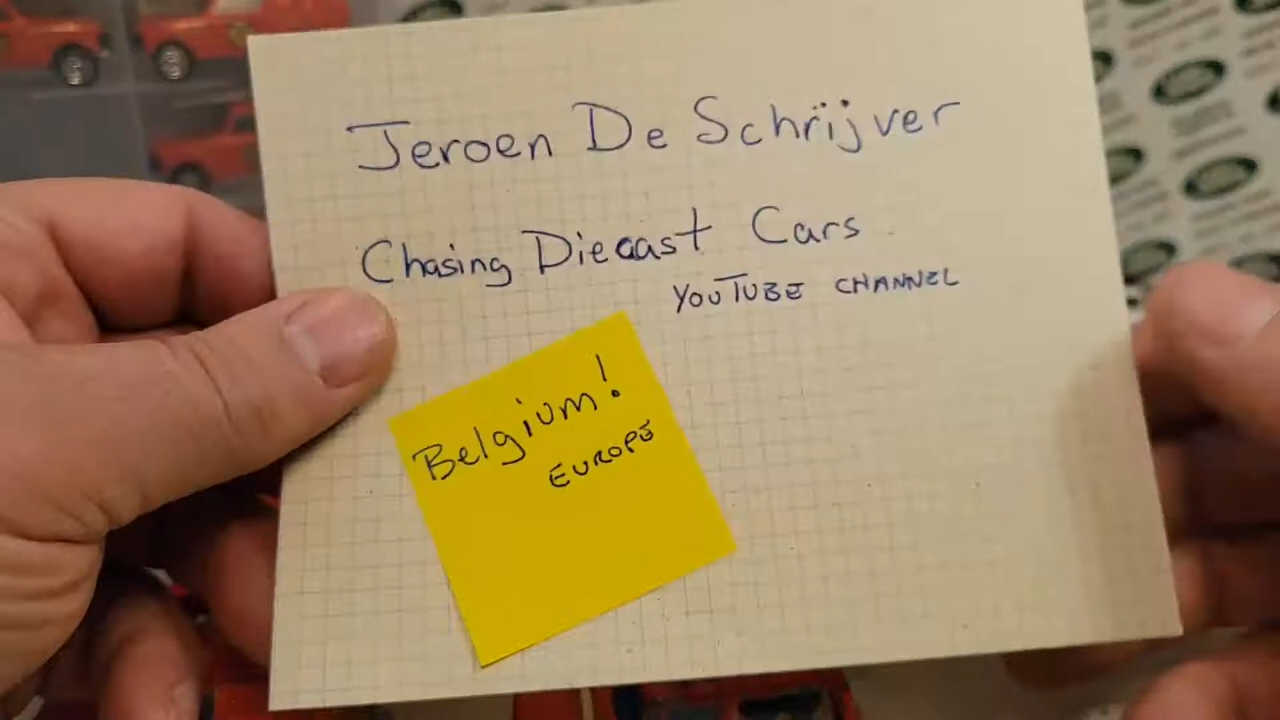 Jeroen De Schrijver
Chasing Diecast Cars
YOUTUBE CHANNEL
Belgium!
EUROPE